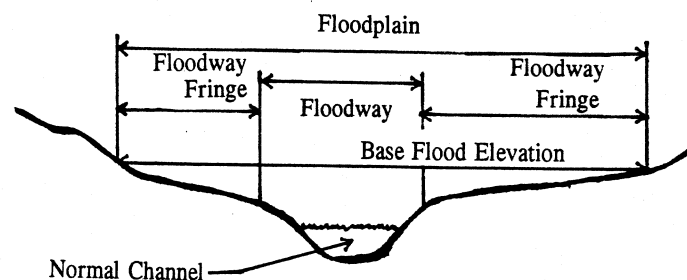 Floodplain
Floodway
Fringe
Floodway
Floodway
Fringe
Base Flood Elevation
Normal Channel